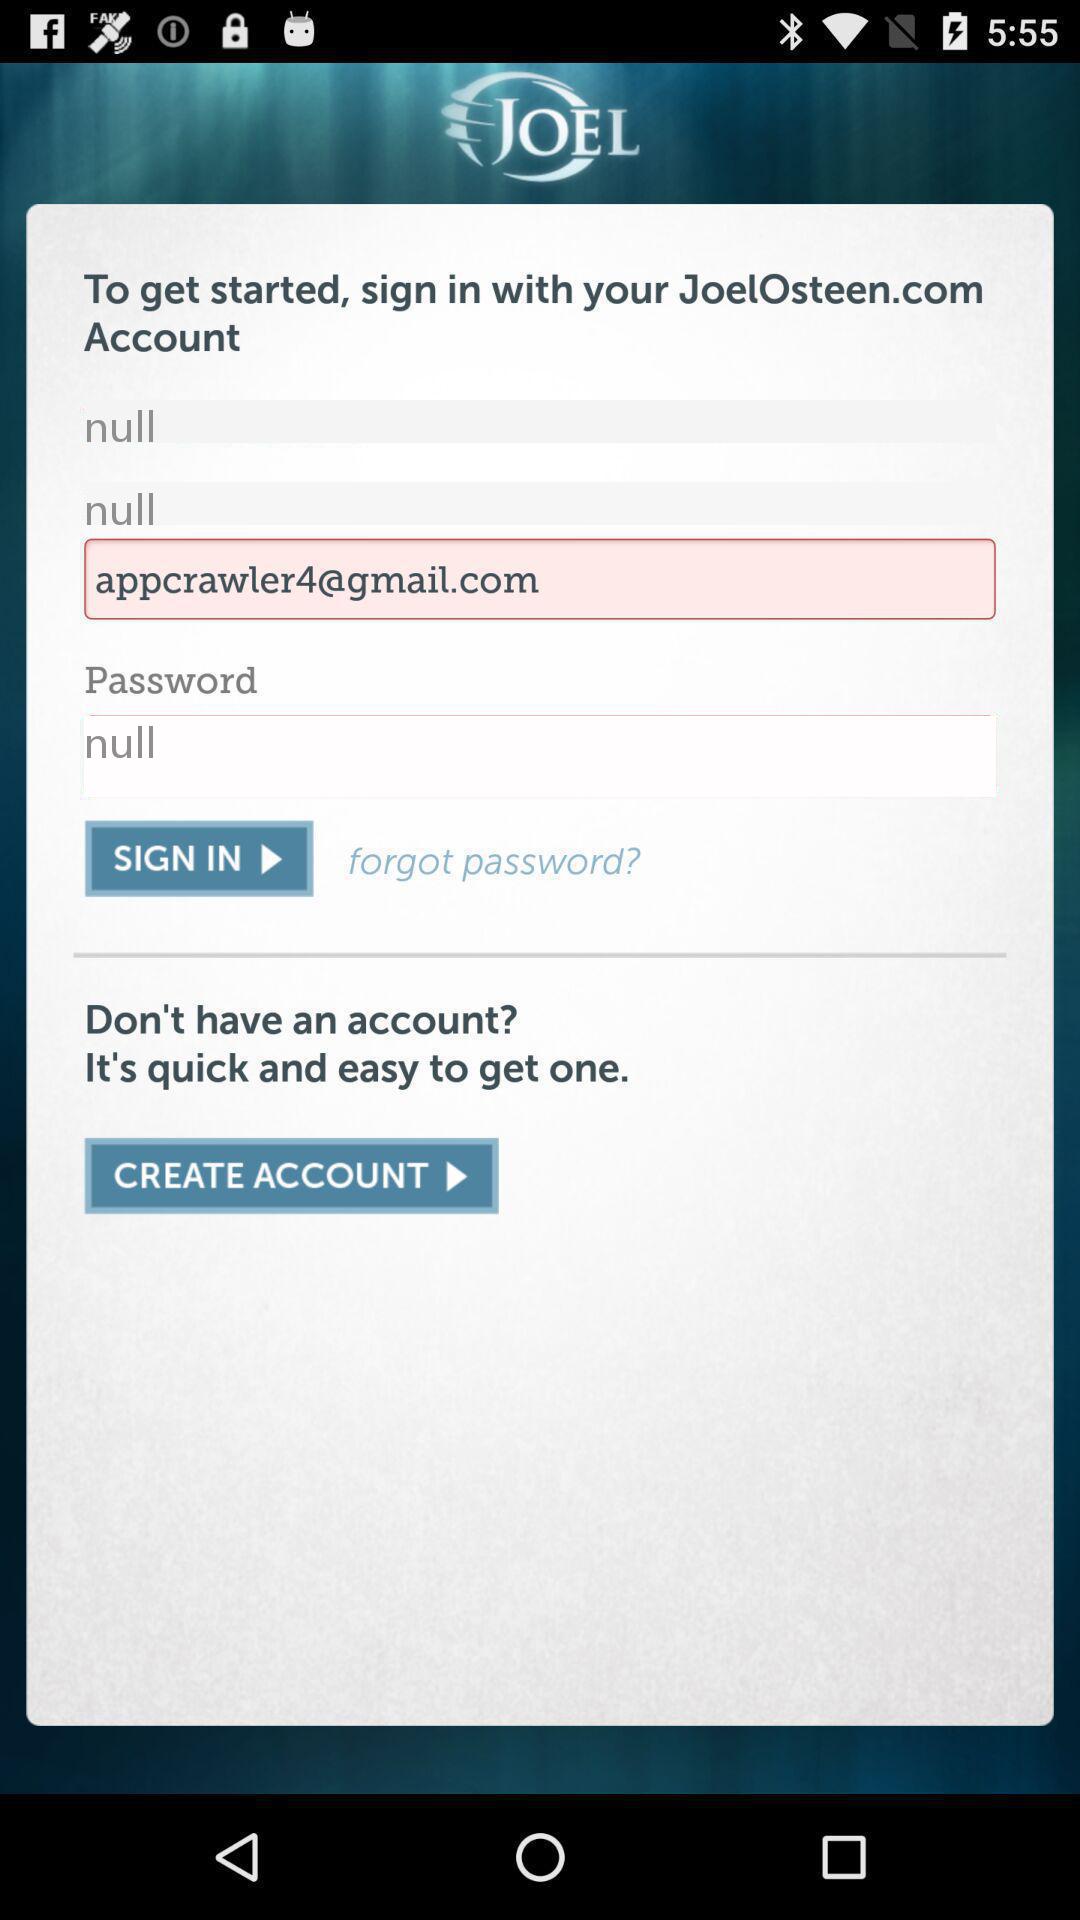 FAKE
5:55
JOEL
To get started, sign in with your JoelOsteen.com
Account
null
null
appcrawler4@gmail.com
Password
null
SIGN IN
forgot password?
Don't have an account?
It's quick and easy to get one.
CREATE ACCOUNT